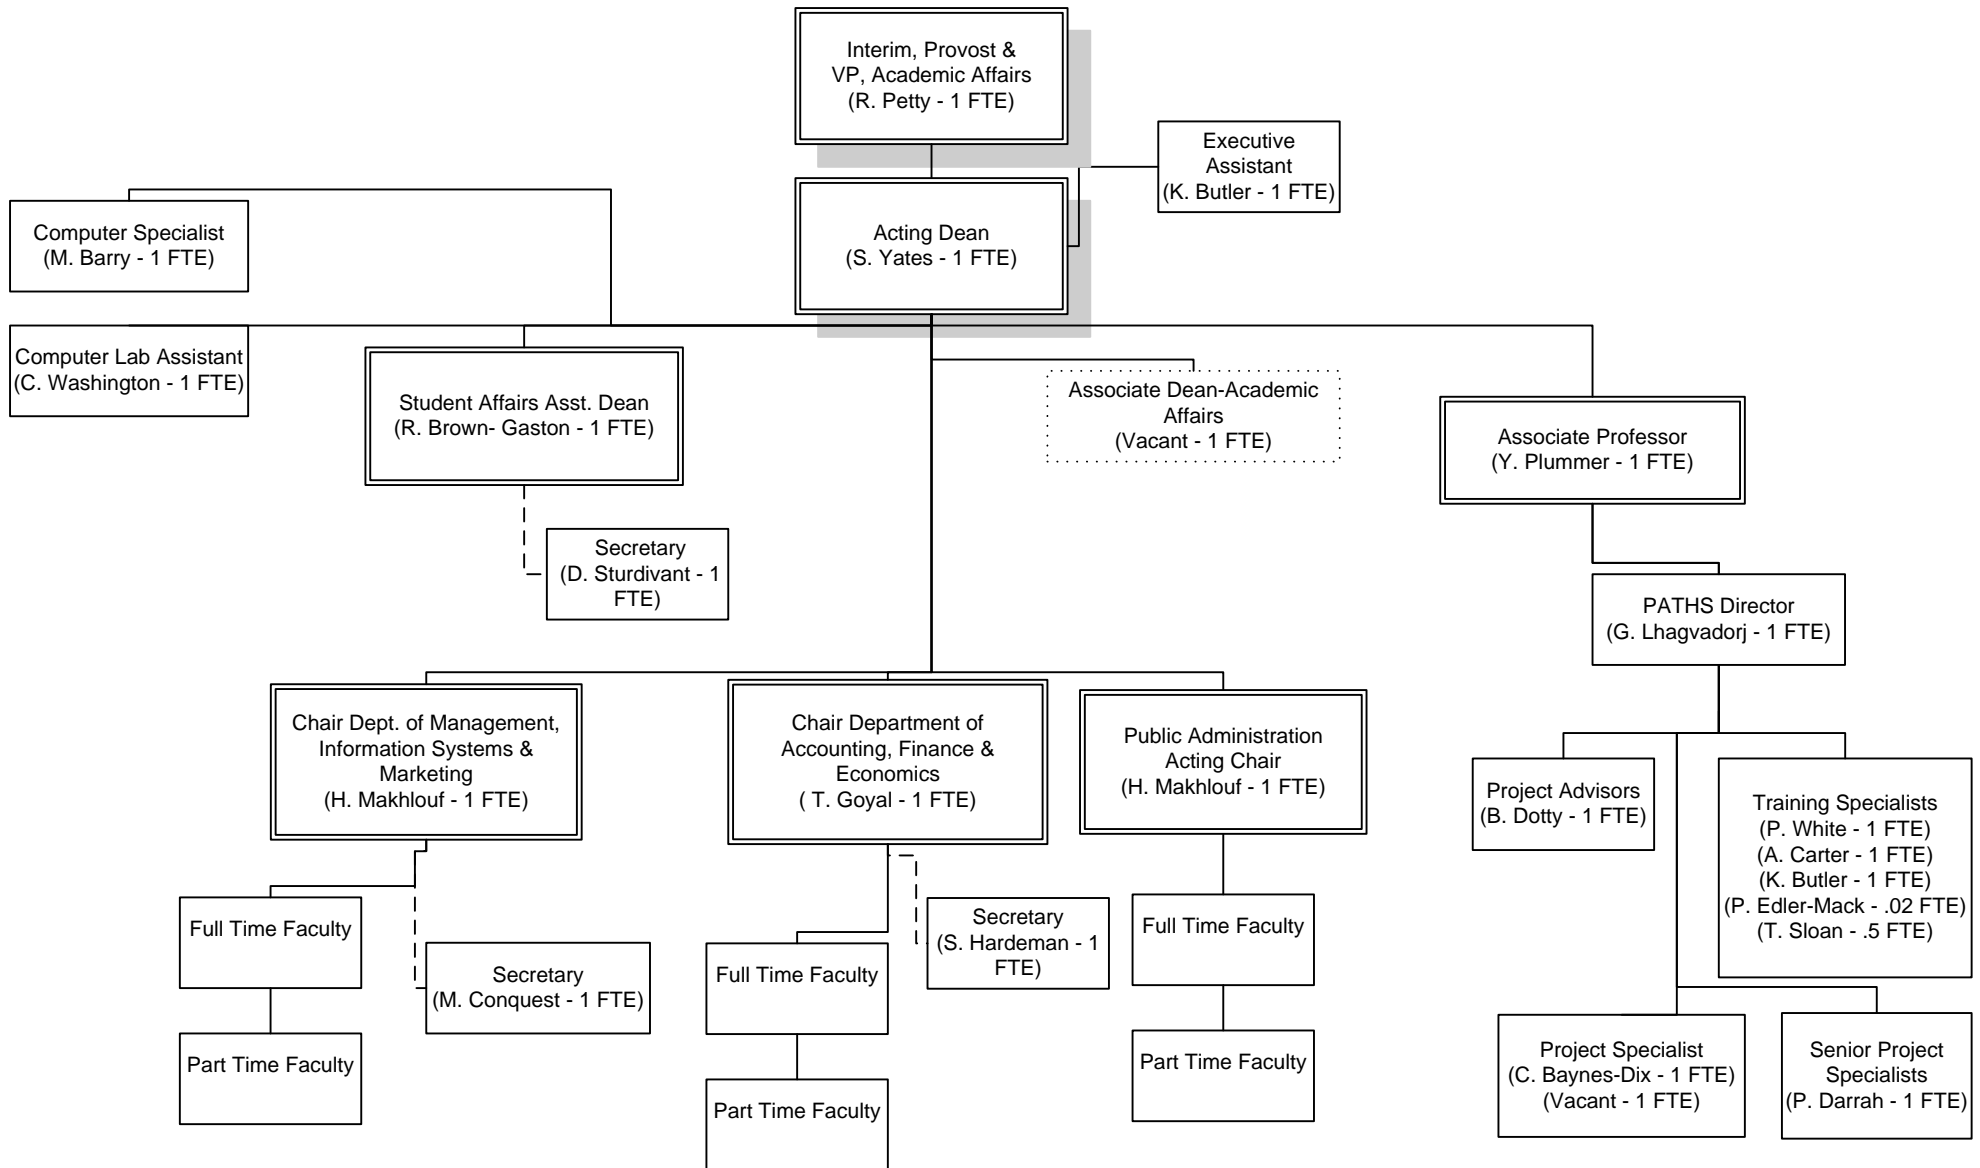 Interim, Provost &
VP, Academic Affairs
(R. Petty - 1 FTE)
Executive
Assistant
(K. Butler - 1 FTE)
Acting Dean
(S. Yates - 1 FTE)
Computer Specialist
(M. Barry - 1 FTE)
Computer Lab Assistant
(C. Washington - 1 FTE)
Student Affairs Asst. Dean
(R. Brown- Gaston - 1 FTE)
Associate Dean-Academic
Affairs
(Vacant - 1 FTE)
Associate Professor
(Y. Plummer - 1 FTE)
Secretary
(D. Sturdivant - 1
FTE)
PATHS Director
(G. Lhagvadorj - 1 FTE)
Chair Dept. of Management,
Information Systems &
Marketing
(H. Makhlouf - 1 FTE)
Chair Department of
Accounting, Finance &
Economics
( T. Goyal - 1 FTE)
Public Administration
Acting Chair
(H. Makhlouf - 1 FTE)
Project Advisors
(B. Dotty - 1 FTE)
Training Specialists
(P. White - 1 FTE)
(A. Carter - 1 FTE)
(K. Butler - 1 FTE)
(P. Edler-Mack - .02 FTE)
(T. Sloan - .5 FTE)
Full Time Faculty
Secretary
(M. Conquest - 1 FTE)
Full Time Faculty
Secretary
(S. Hardeman - 1
FTE)
Full Time Faculty
Part Time Faculty
Part Time Faculty
Part Time Faculty
Project Specialist
(C. Baynes-Dix - 1 FTE)
(Vacant - 1 FTE)
Senior Project
Specialists
(P. Darrah - 1 FTE)